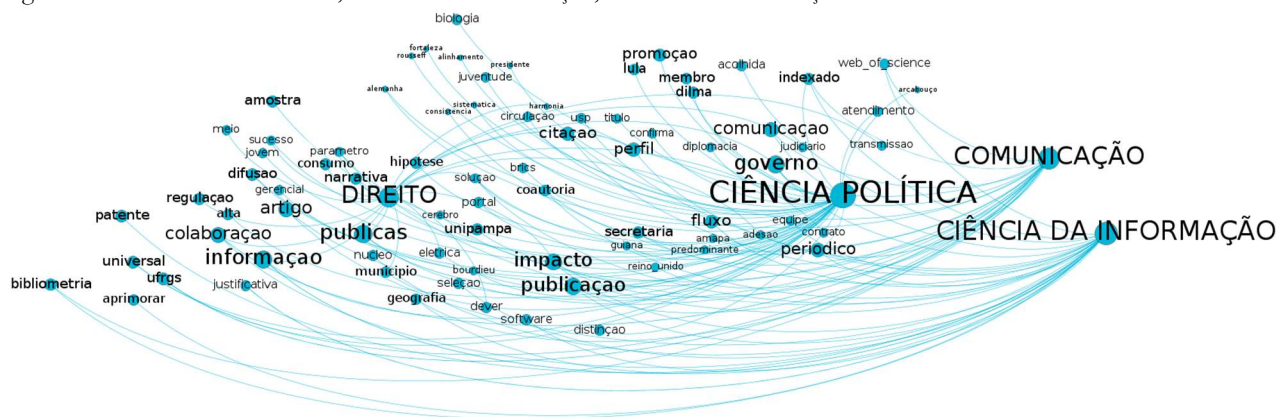 biologia
fortaleza
rousseff
alinhamento
presidente
juventude
alemanha
sistematica
consistencia
harmonia
circulaçao
usp
titulo
citaçao
confirma
perfil
promoçao
lula
membro
dilma
acolhida
indexado
web_of_science
arcabouço
atendimento
comunicaçao
diplomacia
judiciario
transmissao
governo
COMUNICAÇÃO
amostra
meio
sucesso
jovem
parametro
consumo
hipotese
narrativa
difusao
gerencial
DIREITO
brics
soluçao
coautoria
CIÊNCIA POLÍTICA
regulaçao
alta
artigo
portal
cerebro
patente
colaboraçao
publicas
unipampa
secretaria
guiana
fluxo
equipe
amapa
adesao
contrato
predominante
periodico
CIÊNCIA DA INFORMAÇÃO
universal
informaçao
nucleo
eletrica
impacto
reino_unido
bibliometria
ufrgs
justificativa
municipio
bourdieu
seleçao
publicaçao
aprimorar
geografia
dever
software
distinçao